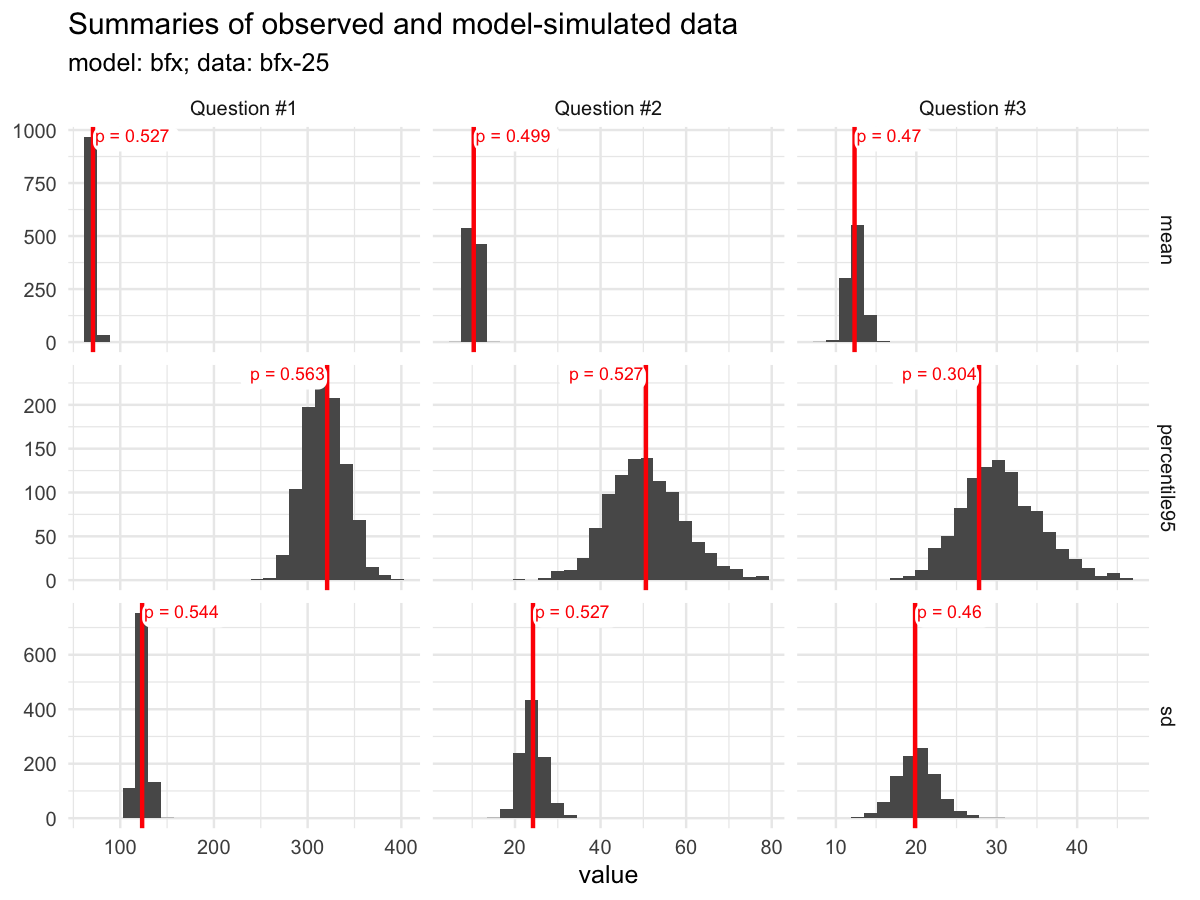 Summaries of observed and model-simulated data
model: bfx; data: bfx-25
Question #1 Question #2 Question #3
1000
750
500
250
0
p = 0.527 p = 0.499 p = 0.47
mean
200
150
100
50
0
p = 0.563 p = 0.527 p = 0.304
percentile95
600
400
200
0
p = 0.544 p = 0.527 p = 0.46
sd
100 200 300 400 20 40 60 80 10 20 30 40
value